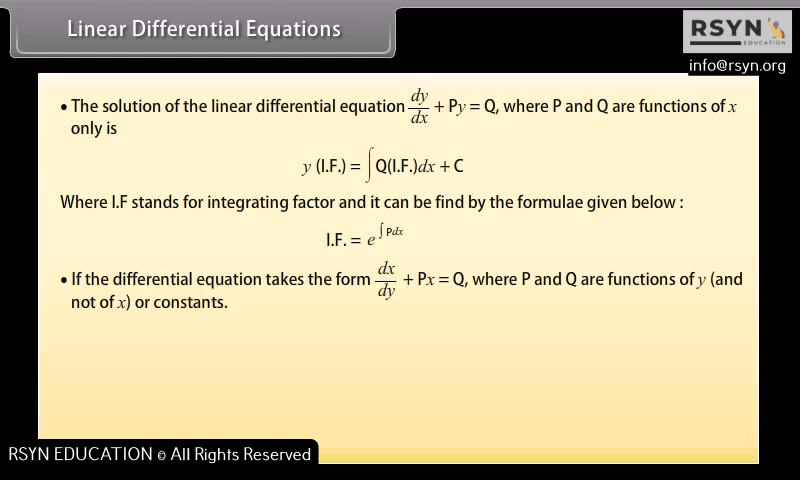 Linear Differential Equations
RSYN
EDUCATION
info@rsyn.org
• The solution of the linear differential equation dy/dx + Py = Q, where P and Q are functions of x
only is
y (I.F.) = ∫ Q(I.F.)dx + C
Where I.F stands for integrating factor and it can be find by the formulae given below :
I.F. = e^∫ Pdx
• If the differential equation takes the form dx/dy + Px = Q, where P and Q are functions of y (and
not of x) or constants.
RSYN EDUCATION © All Rights Reserved